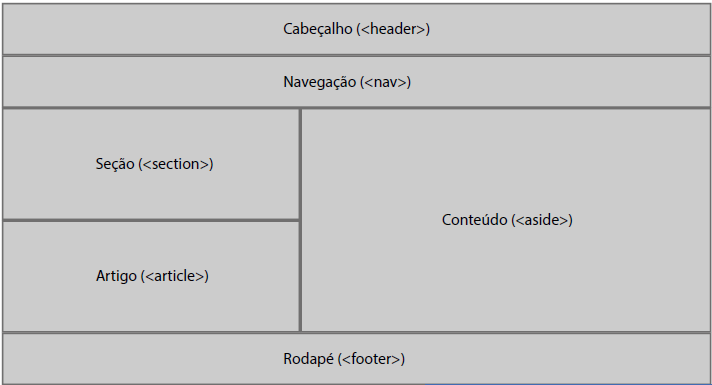 Cabeçalho (<header>)
Navegação (<nav>)
Seção (<section>)
Conteúdo (<aside>)
Artigo (<article>)
Rodapé (<footer>)